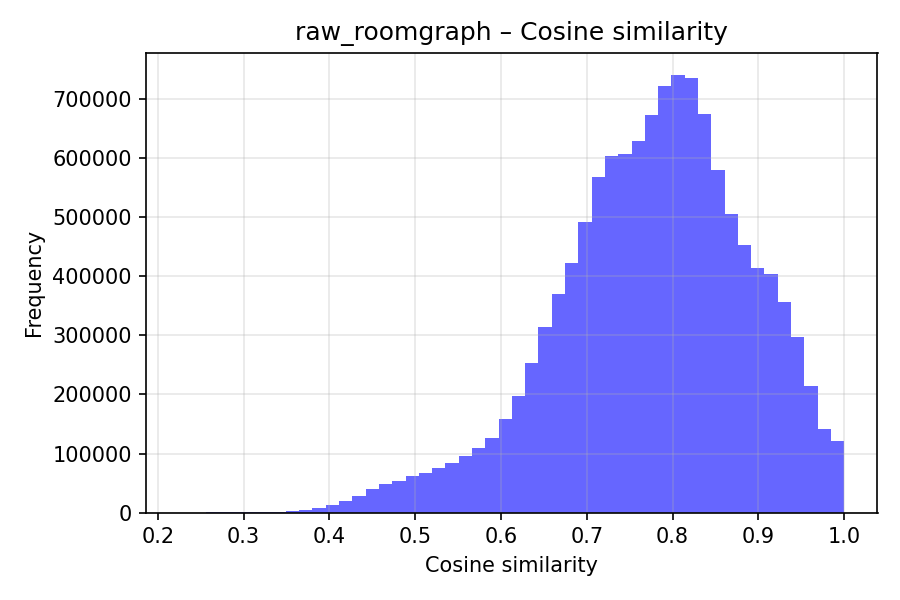 raw_roomgraph – Cosine similarity
700000
600000
500000
400000
300000
200000
100000
0
Frequency
0.2 0.3 0.4 0.5 0.6 0.7 0.8 0.9 1.0
Cosine similarity